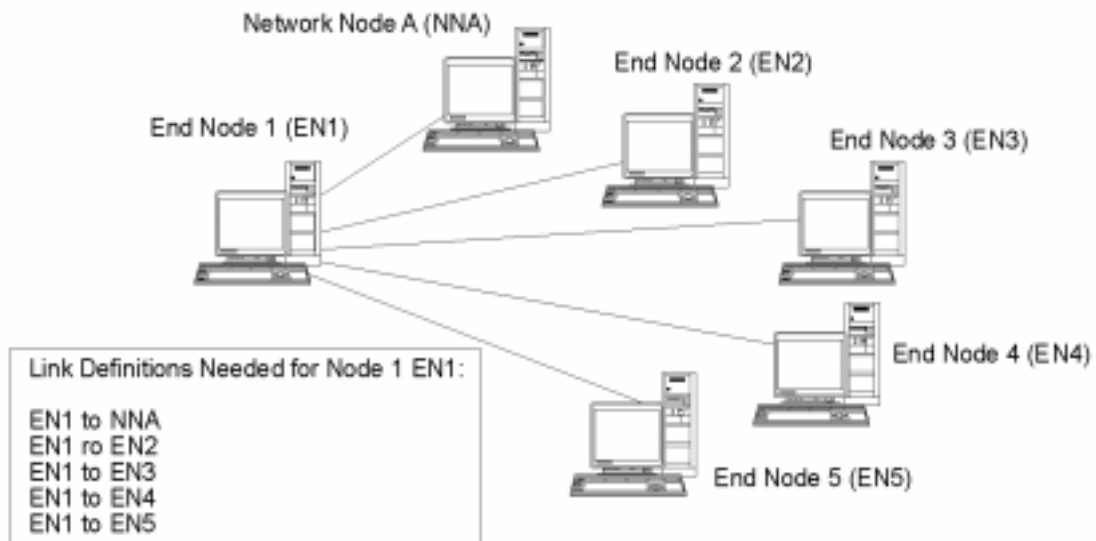 Network Node A (NNA)
End Node 2 (EN2)
End Node 1 (EN1)
End Node 3 (EN3)
End Node 4 (EN4)
End Node 5 (EN5)
Link Definitions Needed for Node 1 EN1:
EN1 to NNA
EN1 ro EN2
EN1 to EN3
EN1 to EN4
EN1 to EN5